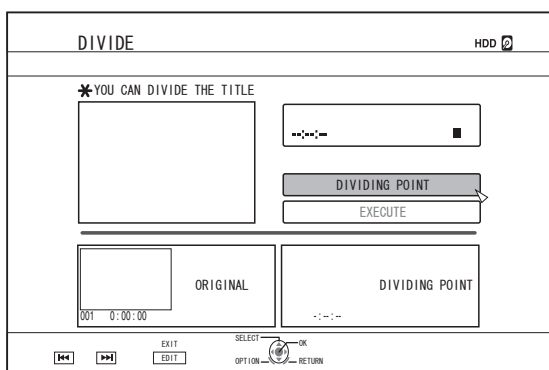 DIVIDE
HDD
YOU CAN DIVIDE THE TITLE
--:--:--
DIVIDING POINT
EXECUTE
ORIGINAL
001 0:00:00
DIVIDING POINT
-:--:--
EXIT
EDIT
SELECT
OK
OPTION
RETURN